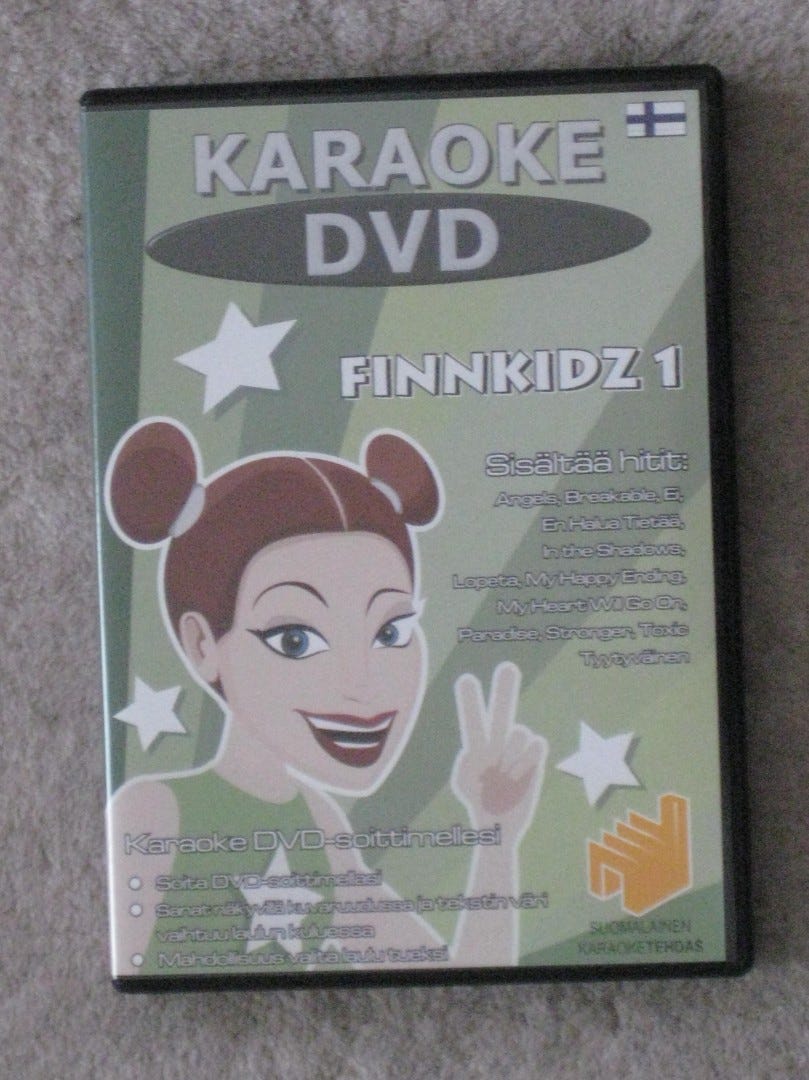 KARAOKE
DVD
FINNKIDZ 1
Sisältää hitit:
Angels, Breakable, Ei,
En Halua Tietää,
In the Shadows,
Lopeta, My Happy Ending,
My Heart Will Go On,
Paradise, Stronger, Toxic
Tyytyväinen
Karaoke DVD-soittimellesi
Soita DVD-soittimellasi
Sanat näkyvillä kuvaruudussa ja tekstin väri
vaihtuu laulun kuluessa
Mahdollisuus valita laulu tueksi
SUOMALAINEN
KARAOKETEHDAS